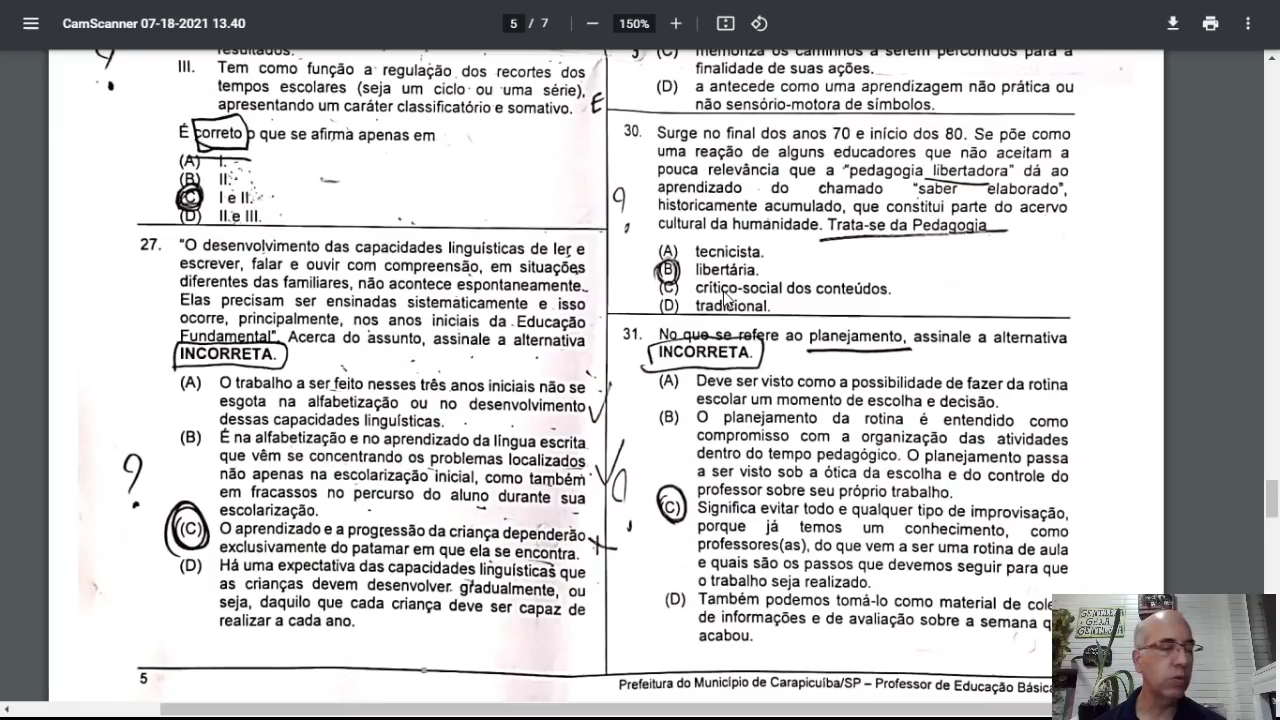 CamScanner 07-18-2021 13.40
5 / 7
150%
resultados.
III. Tem como função a regulação dos recortes dos
tempos escolares (seja um ciclo ou uma série),
apresentando um caráter classificatório e somativo. E
É correto o que se afirma apenas em
(A) I.
(B) II.
(C) I e II.
(D) II e III.
27. "O desenvolvimento das capacidades linguísticas de ler e
escrever, falar e ouvir com compreensão, em situações
diferentes das familiares, não acontece espontaneamente.
Elas precisam ser ensinadas sistematicamente e isso
ocorre, principalmente, nos anos iniciais da Educação
Fundamental". Acerca do assunto, assinale a alternativa
INCORRETA.
(A) O trabalho a ser feito nesses três anos iniciais não se
esgota na alfabetização ou no desenvolvimento
dessas capacidades linguísticas.
(B) É na alfabetização e no aprendizado da língua escrita
que vêm se concentrando os problemas localizados
não apenas na escolarização inicial, como também
em fracassos no percurso do aluno durante sua
escolarização.
?
(C) O aprendizado e a progressão da criança dependerão
exclusivamente do patamar em que ela se encontra.
(D) Há uma expectativa das capacidades linguísticas que
as crianças devem desenvolver gradualmente, ou
seja, daquilo que cada criança deve ser capaz de
realizar a cada ano.
5
(C) memoriza os caminhos a serem percorridos para a
finalidade de suas ações.
(D) a antecede como uma aprendizagem não prática ou
não sensório-motora de símbolos.
30. Surge no final dos anos 70 e início dos 80. Se põe como
uma reação de alguns educadores que não aceitam a
pouca relevância que a "pedagogia libertadora" dá ao
aprendizado do chamado "saber elaborado",
historicamente acumulado, que constitui parte do acervo
cultural da humanidade. Trata-se da Pedagogia
?
(A) tecnicista.
(B) libertária.
(C) crítico-social dos conteúdos.
(D) tradicional.
31. No que se refere ao planejamento, assinale a alternativa
INCORRETA.
(A) Deve ser visto como a possibilidade de fazer da rotina
escolar um momento de escolha e decisão.
(B) O planejamento da rotina é entendido como
compromisso com a organização das atividades
dentro do tempo pedagógico. O planejamento passa
a ser visto sob a ótica da escolha e do controle do
professor sobre seu próprio trabalho.
(C) Significa evitar todo e qualquer tipo de improvisação,
porque já temos um conhecimento, como
professores(as), do que vem a ser uma rotina de aula
e quais são os passos que devemos seguir para que
o trabalho seja realizado.
(D) Também podemos tomá-lo como material de
de informações e de avaliação sobre a semana
acabou.
Prefeitura do Município de Carapicuíba/SP – Professor de Educação
GENTILEZA
GERA
GENTILEZA